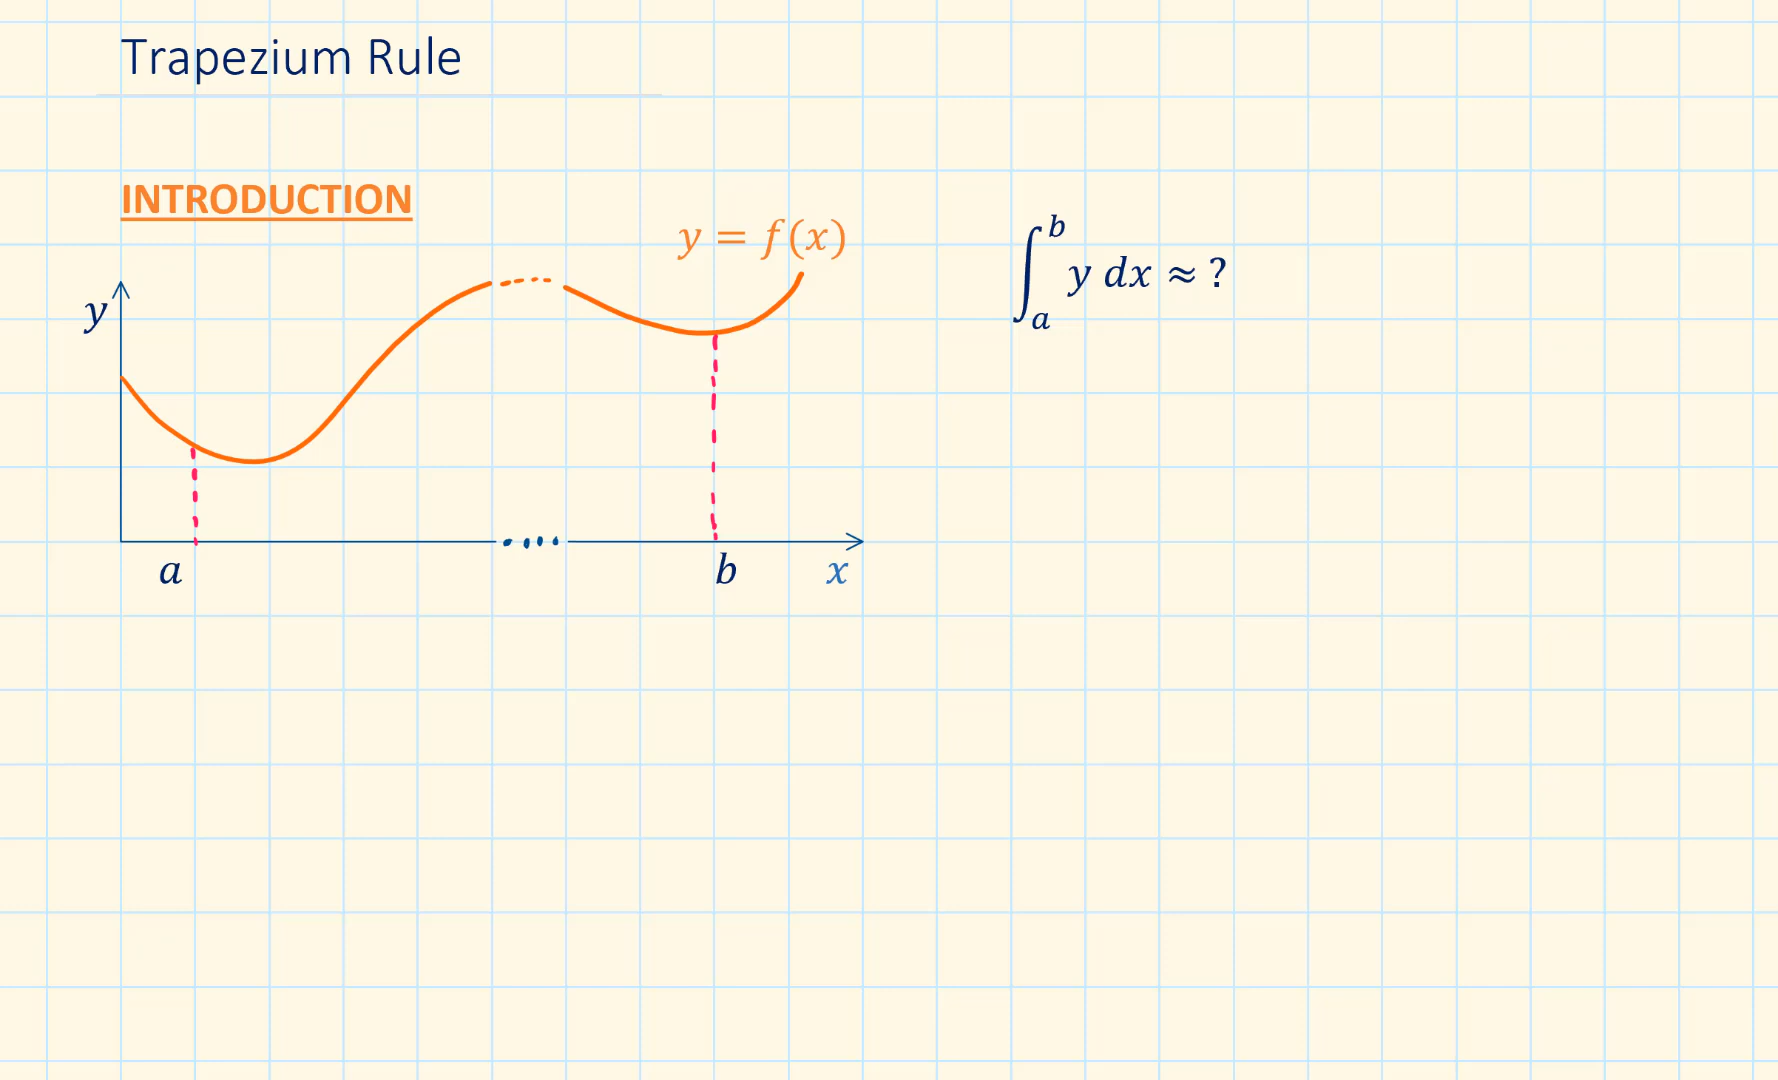 Trapezium Rule
INTRODUCTION
y = f(x)
∫ₐᵇ y dx ≈ ?
y
a
b
x